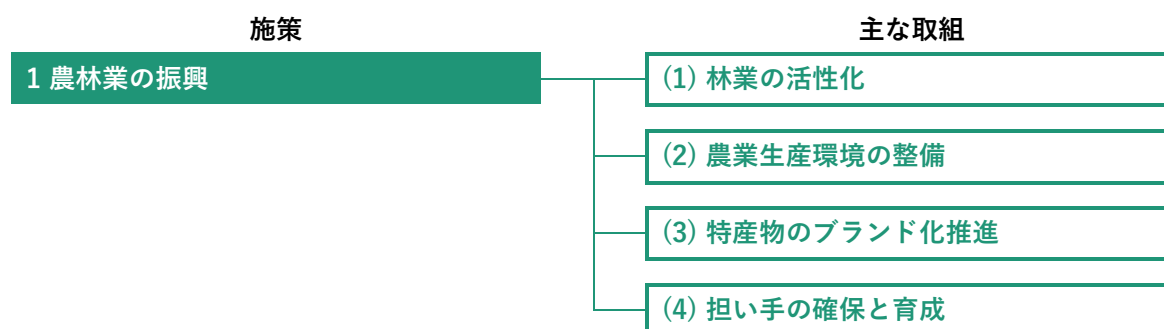 施策
主な取組
1 農林業の振興
(1) 林業の活性化
(2) 農業生産環境の整備
(3) 特産物のブランド化推進
(4) 担い手の確保と育成